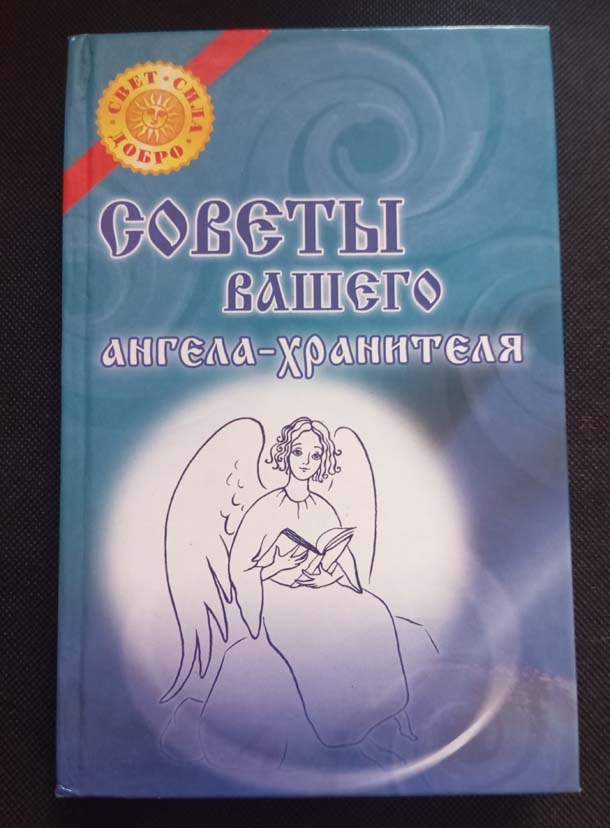 СВЕТ • СИЛА • ДОБРО •
СОВЕТЫ
ВАШЕГО
АНГЕЛА-ХРАНИТЕЛЯ